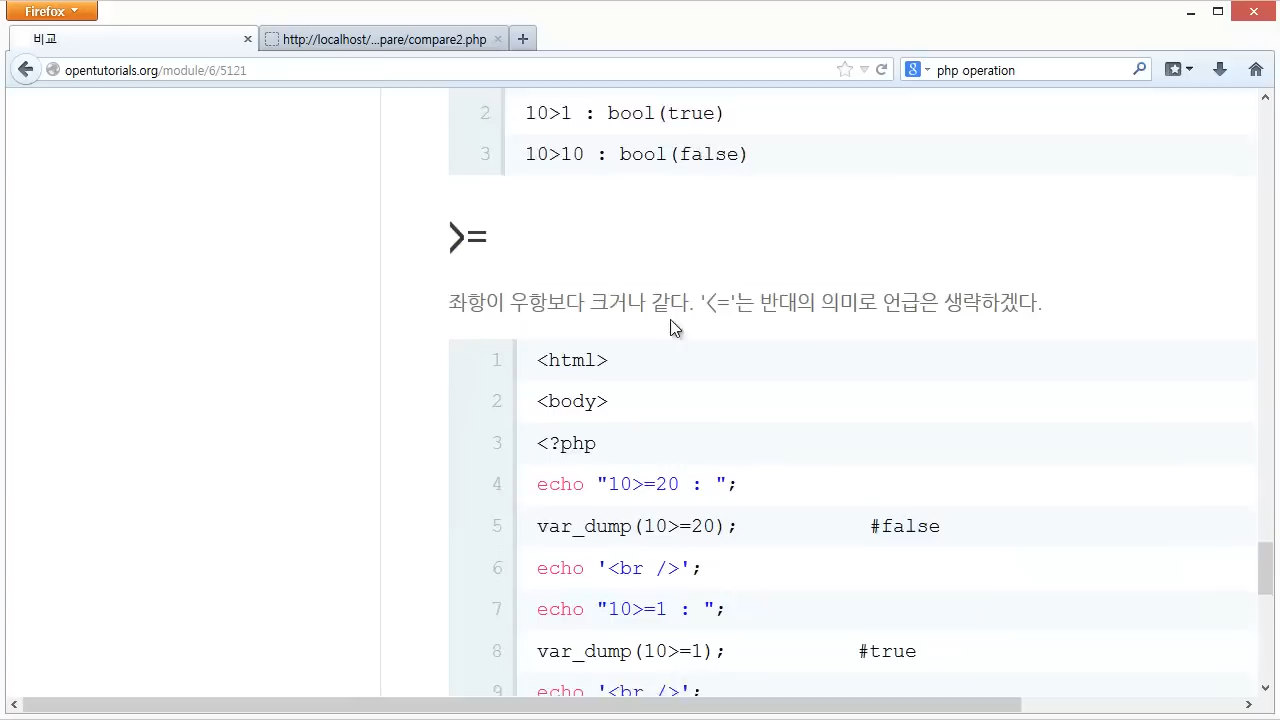 Firefox
비교
http://localhost/...pare/compare2.php
opentutorials.org/module/6/5121
php operation
2 10>1 : bool(true)
3 10>10 : bool(false)
>=
좌항이 우항보다 크거나 같다. '<='는 반대의 의미로 언급은 생략하겠다.
1 <html>
2 <body>
3 <?php
4 echo "10>=20 : ";
5 var_dump(10>=20); #false
6 echo '<br />';
7 echo "10>=1 : ";
8 var_dump(10>=1); #true
9 echo '<br />';